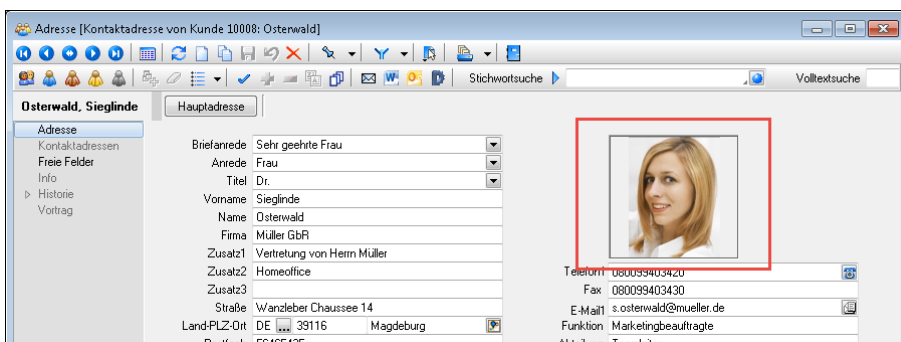 Adresse [Kontaktadresse von Kunde 10008: Osterwald]
Stichwortsuche
Volltextsuche
Osterwald, Sieglinde
Hauptadresse
Adresse
Kontaktadressen
Freie Felder
Info
Historie
Vortrag
Briefanrede Sehr geehrte Frau
Anrede Frau
Titel Dr.
Vorname Sieglinde
Name Osterwald
Firma Müller GbR
Zusatz1 Vertretung von Herrn Müller
Zusatz2 Homeoffice
Zusatz3
Straße Wanzleber Chaussee 14
Land-PLZ-Ort DE ... 39116 Magdeburg
Telefon1 080099403420
Fax 080099403430
E-Mail1 s.osterwald@mueller.de
Funktion Marketingbeauftragte